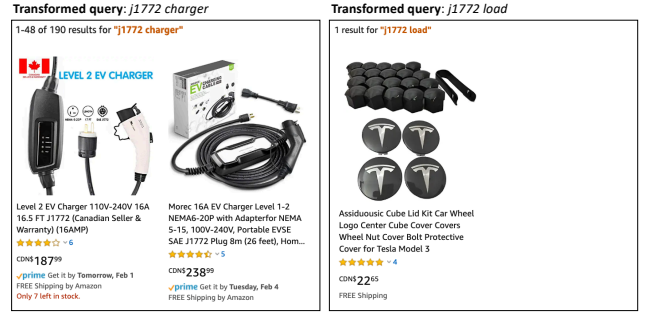 Transformed query: j1772 charger
1-48 of 190 results for "j1772 charger"
LEVEL 2 EV CHARGER
Level 2 EV Charger 110V-240V 16A
16.5 FT J1772 (Canadian Seller &
Warranty) (16AMP)
6
CDN$187.99
prime Get it by Tomorrow, Feb 1
FREE Shipping by Amazon
Only 7 left in stock.
EV CHARGING
Morec 16A EV Charger Level 1-2
NEMA6-20P with Adapterfor NEMA
5-15, 100V-240V, Portable EVSE
SAE J1772 Plug 8m (26 feet), Hom...
5
CDN$238.99
prime Get it by Tuesday, Feb 4
FREE Shipping by Amazon
Transformed query: j1772 load
1 result for "j1772 load"
Assiduousic Cube Lid Kit Car Wheel
Logo Center Cube Cover Covers
Wheel Nut Cover Bolt Protective
Cover for Tesla Model 3
4
CDN$22.65
FREE Shipping